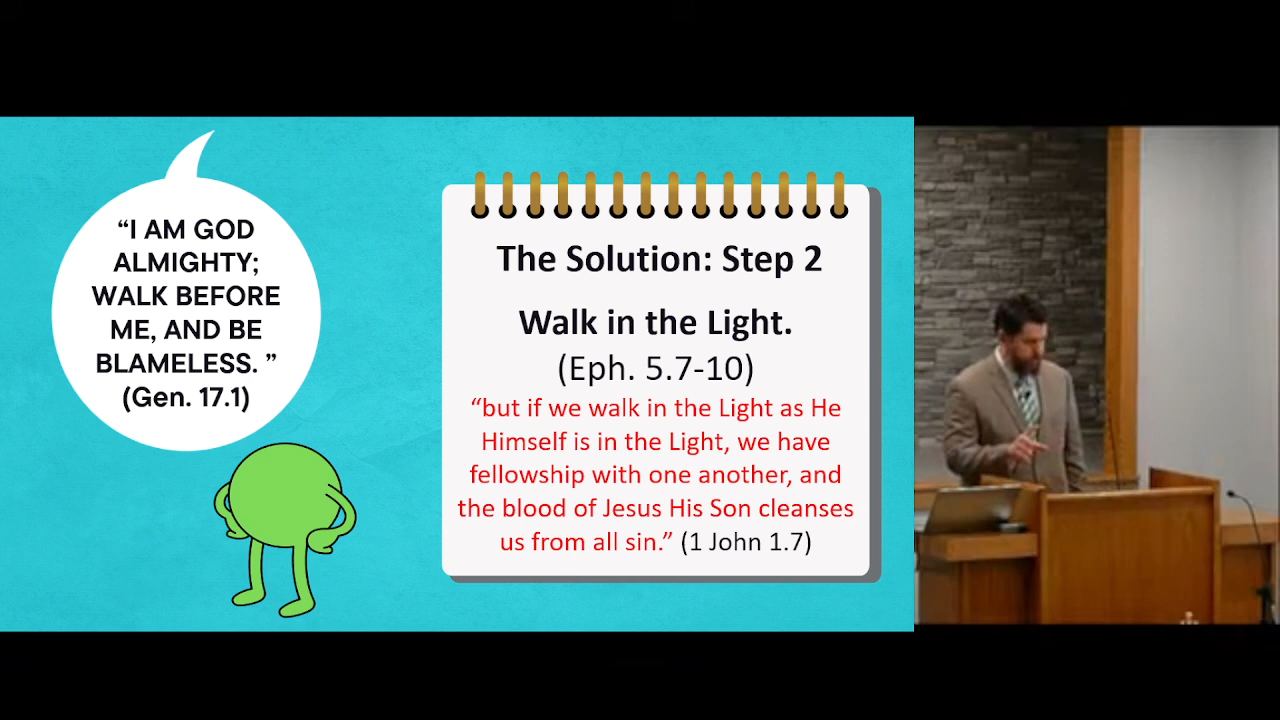 “I AM GOD
ALMIGHTY;
WALK BEFORE
ME, AND BE
BLAMELESS. ”
(Gen. 17.1)
The Solution: Step 2
Walk in the Light.
(Eph. 5.7-10)
“but if we walk in the Light as He
Himself is in the Light, we have
fellowship with one another, and
the blood of Jesus His Son cleanses
us from all sin.” (1 John 1.7)